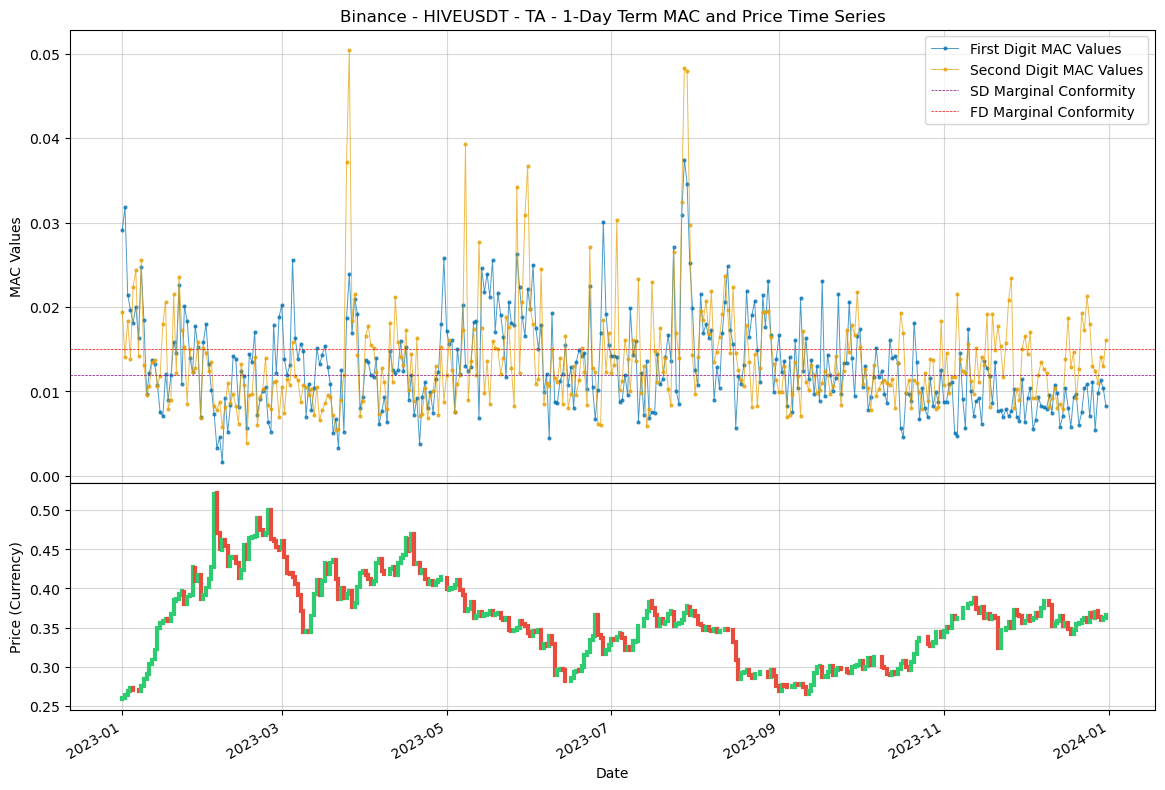 Binance - HIVEUSDT - TA - 1-Day Term MAC and Price Time Series
First Digit MAC Values
Second Digit MAC Values
SD Marginal Conformity
FD Marginal Conformity
MAC Values
0.05
0.04
0.03
0.02
0.01
0.00
Price (Currency)
0.50
0.45
0.40
0.35
0.30
0.25
2023-01
2023-03
2023-05
2023-07
2023-09
2023-11
2024-01
Date